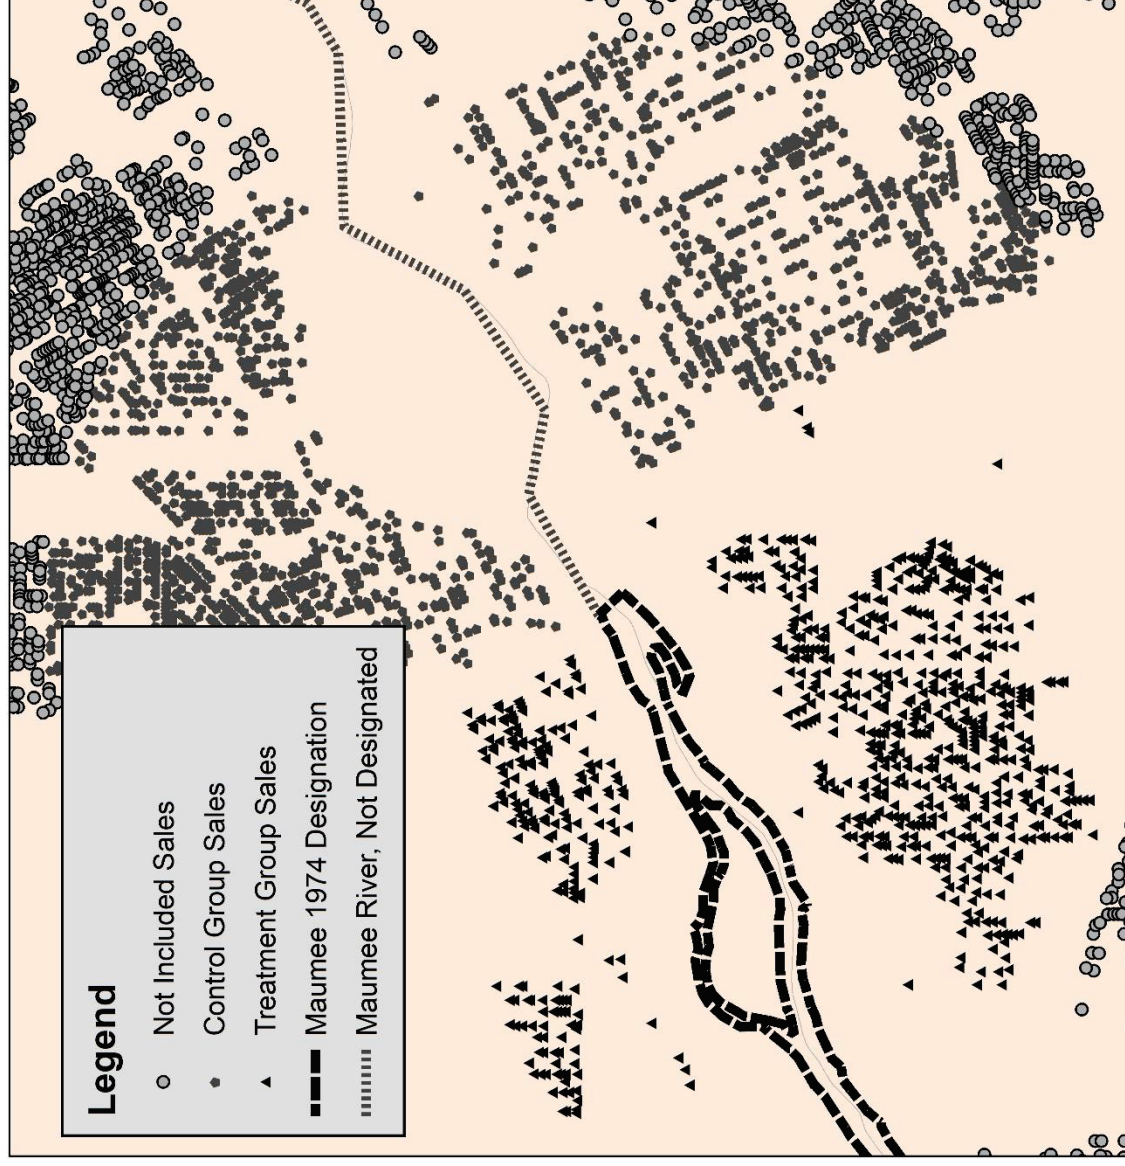 Legend
Not Included Sales
Control Group Sales
Treatment Group Sales
Maumee 1974 Designation
Maumee River, Not Designated